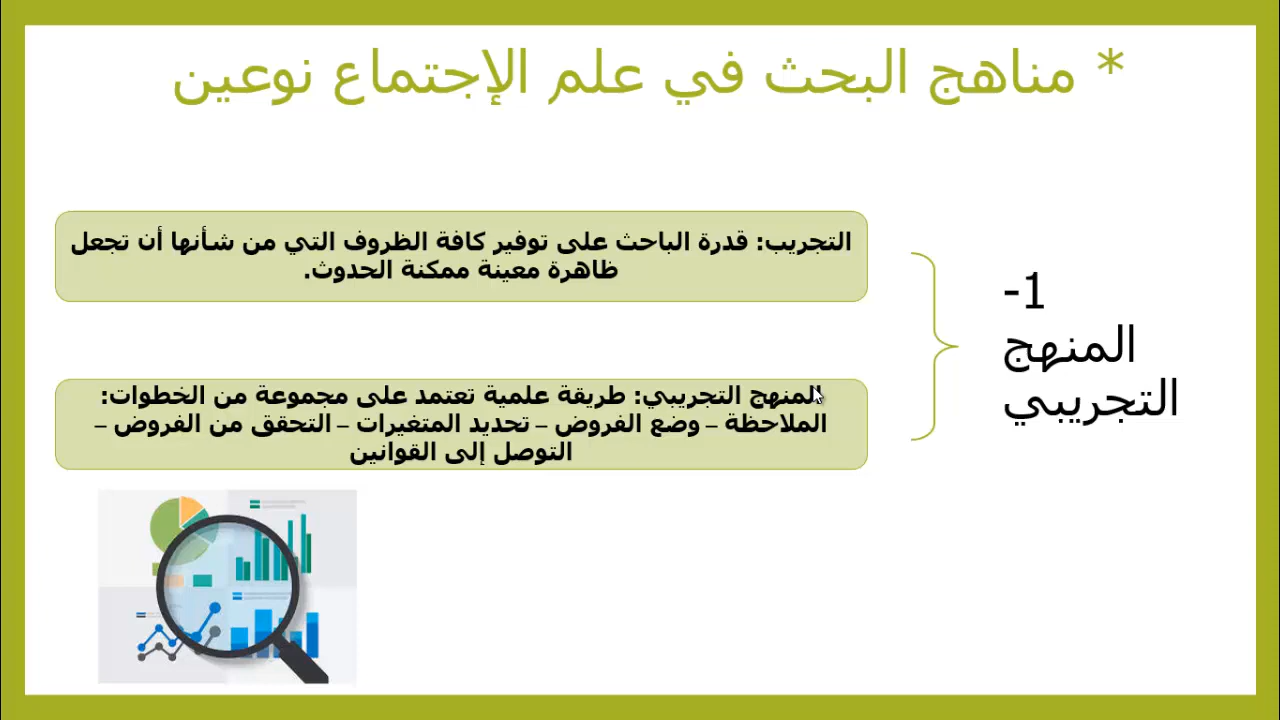 * مناهج البحث في علم الإجتماع نوعين
1-
المنهج
التجريبي
التجريب: قدرة الباحث على توفير كافة الظروف التي من شأنها أن تجعل
ظاهرة معينة ممكنة الحدوث.
المنهج التجريبي: طريقة علمية تعتمد على مجموعة من الخطوات:
الملاحظة – وضع الفروض – تحديد المتغيرات – التحقق من الفروض –
التوصل إلى القوانين